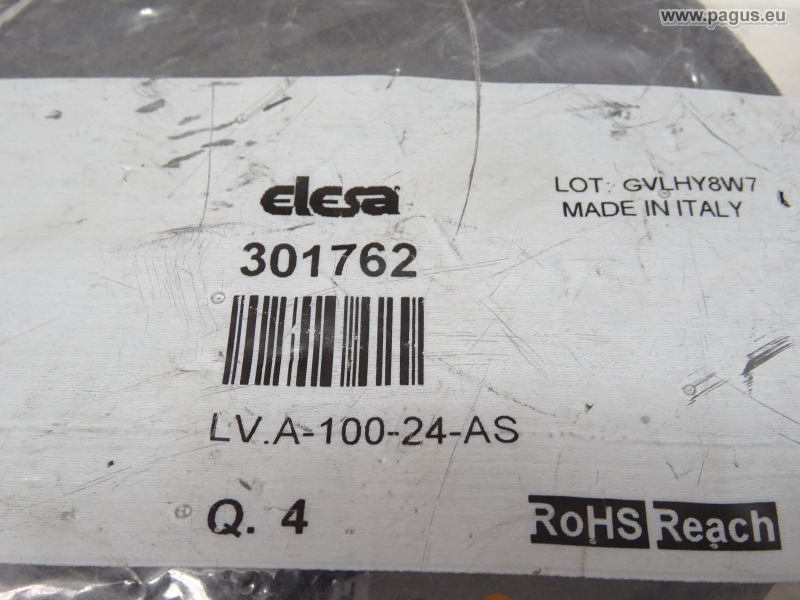 www.pagus.eu
elesa
LOT: GVLHY8W7
MADE IN ITALY
301762
LV.A-100-24-AS
Q. 4
RoHS Reach